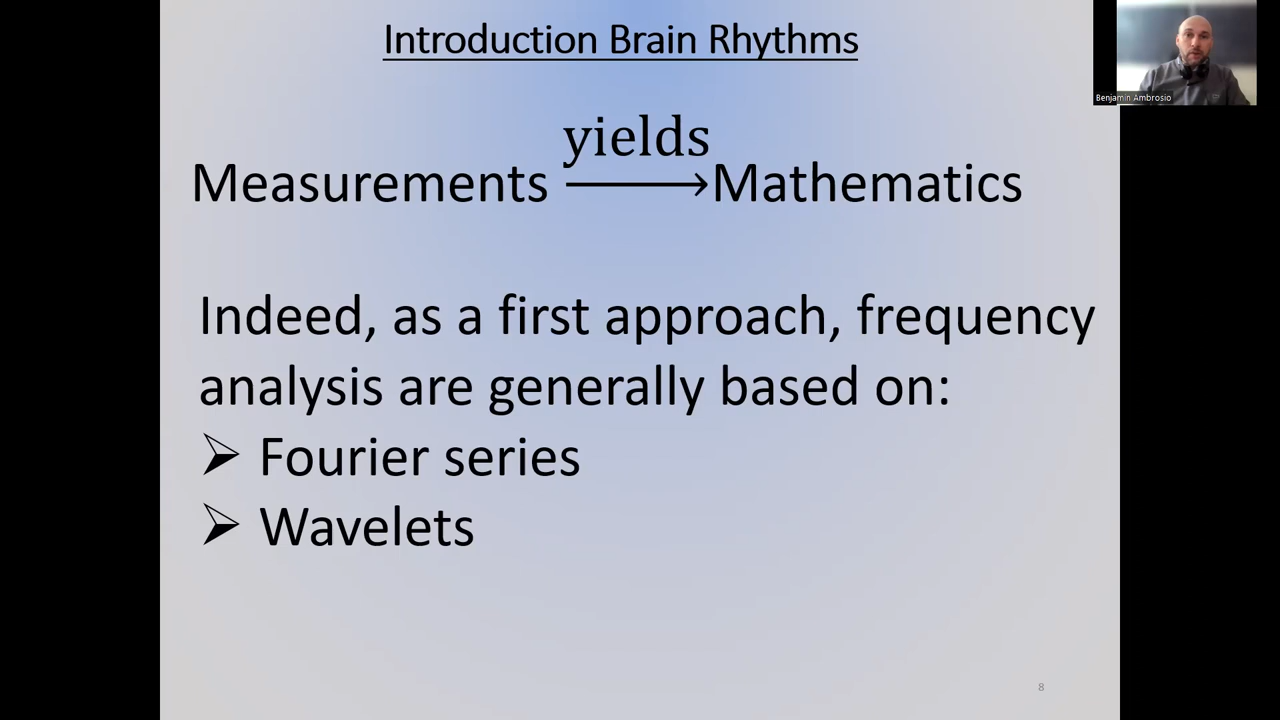 Introduction Brain Rhythms
Benjamin Ambrosio
yields
Measurements ⟶ Mathematics
Indeed, as a first approach, frequency
analysis are generally based on:
➢ Fourier series
➢ Wavelets
8